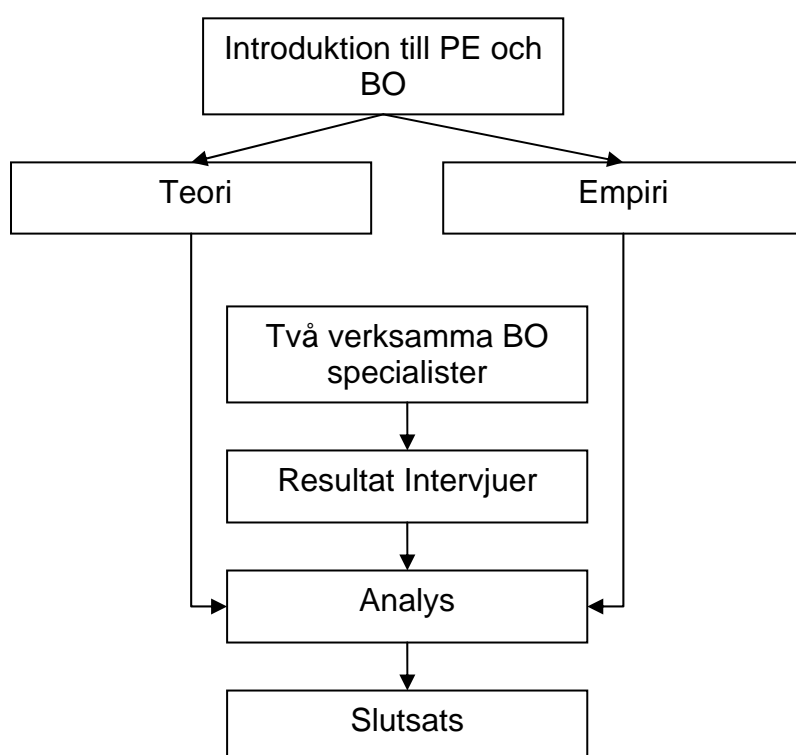 Introduktion till PE och
BO
Teori
Empiri
Två verksamma BO
specialister
Resultat Intervjuer
Analys
Slutsats